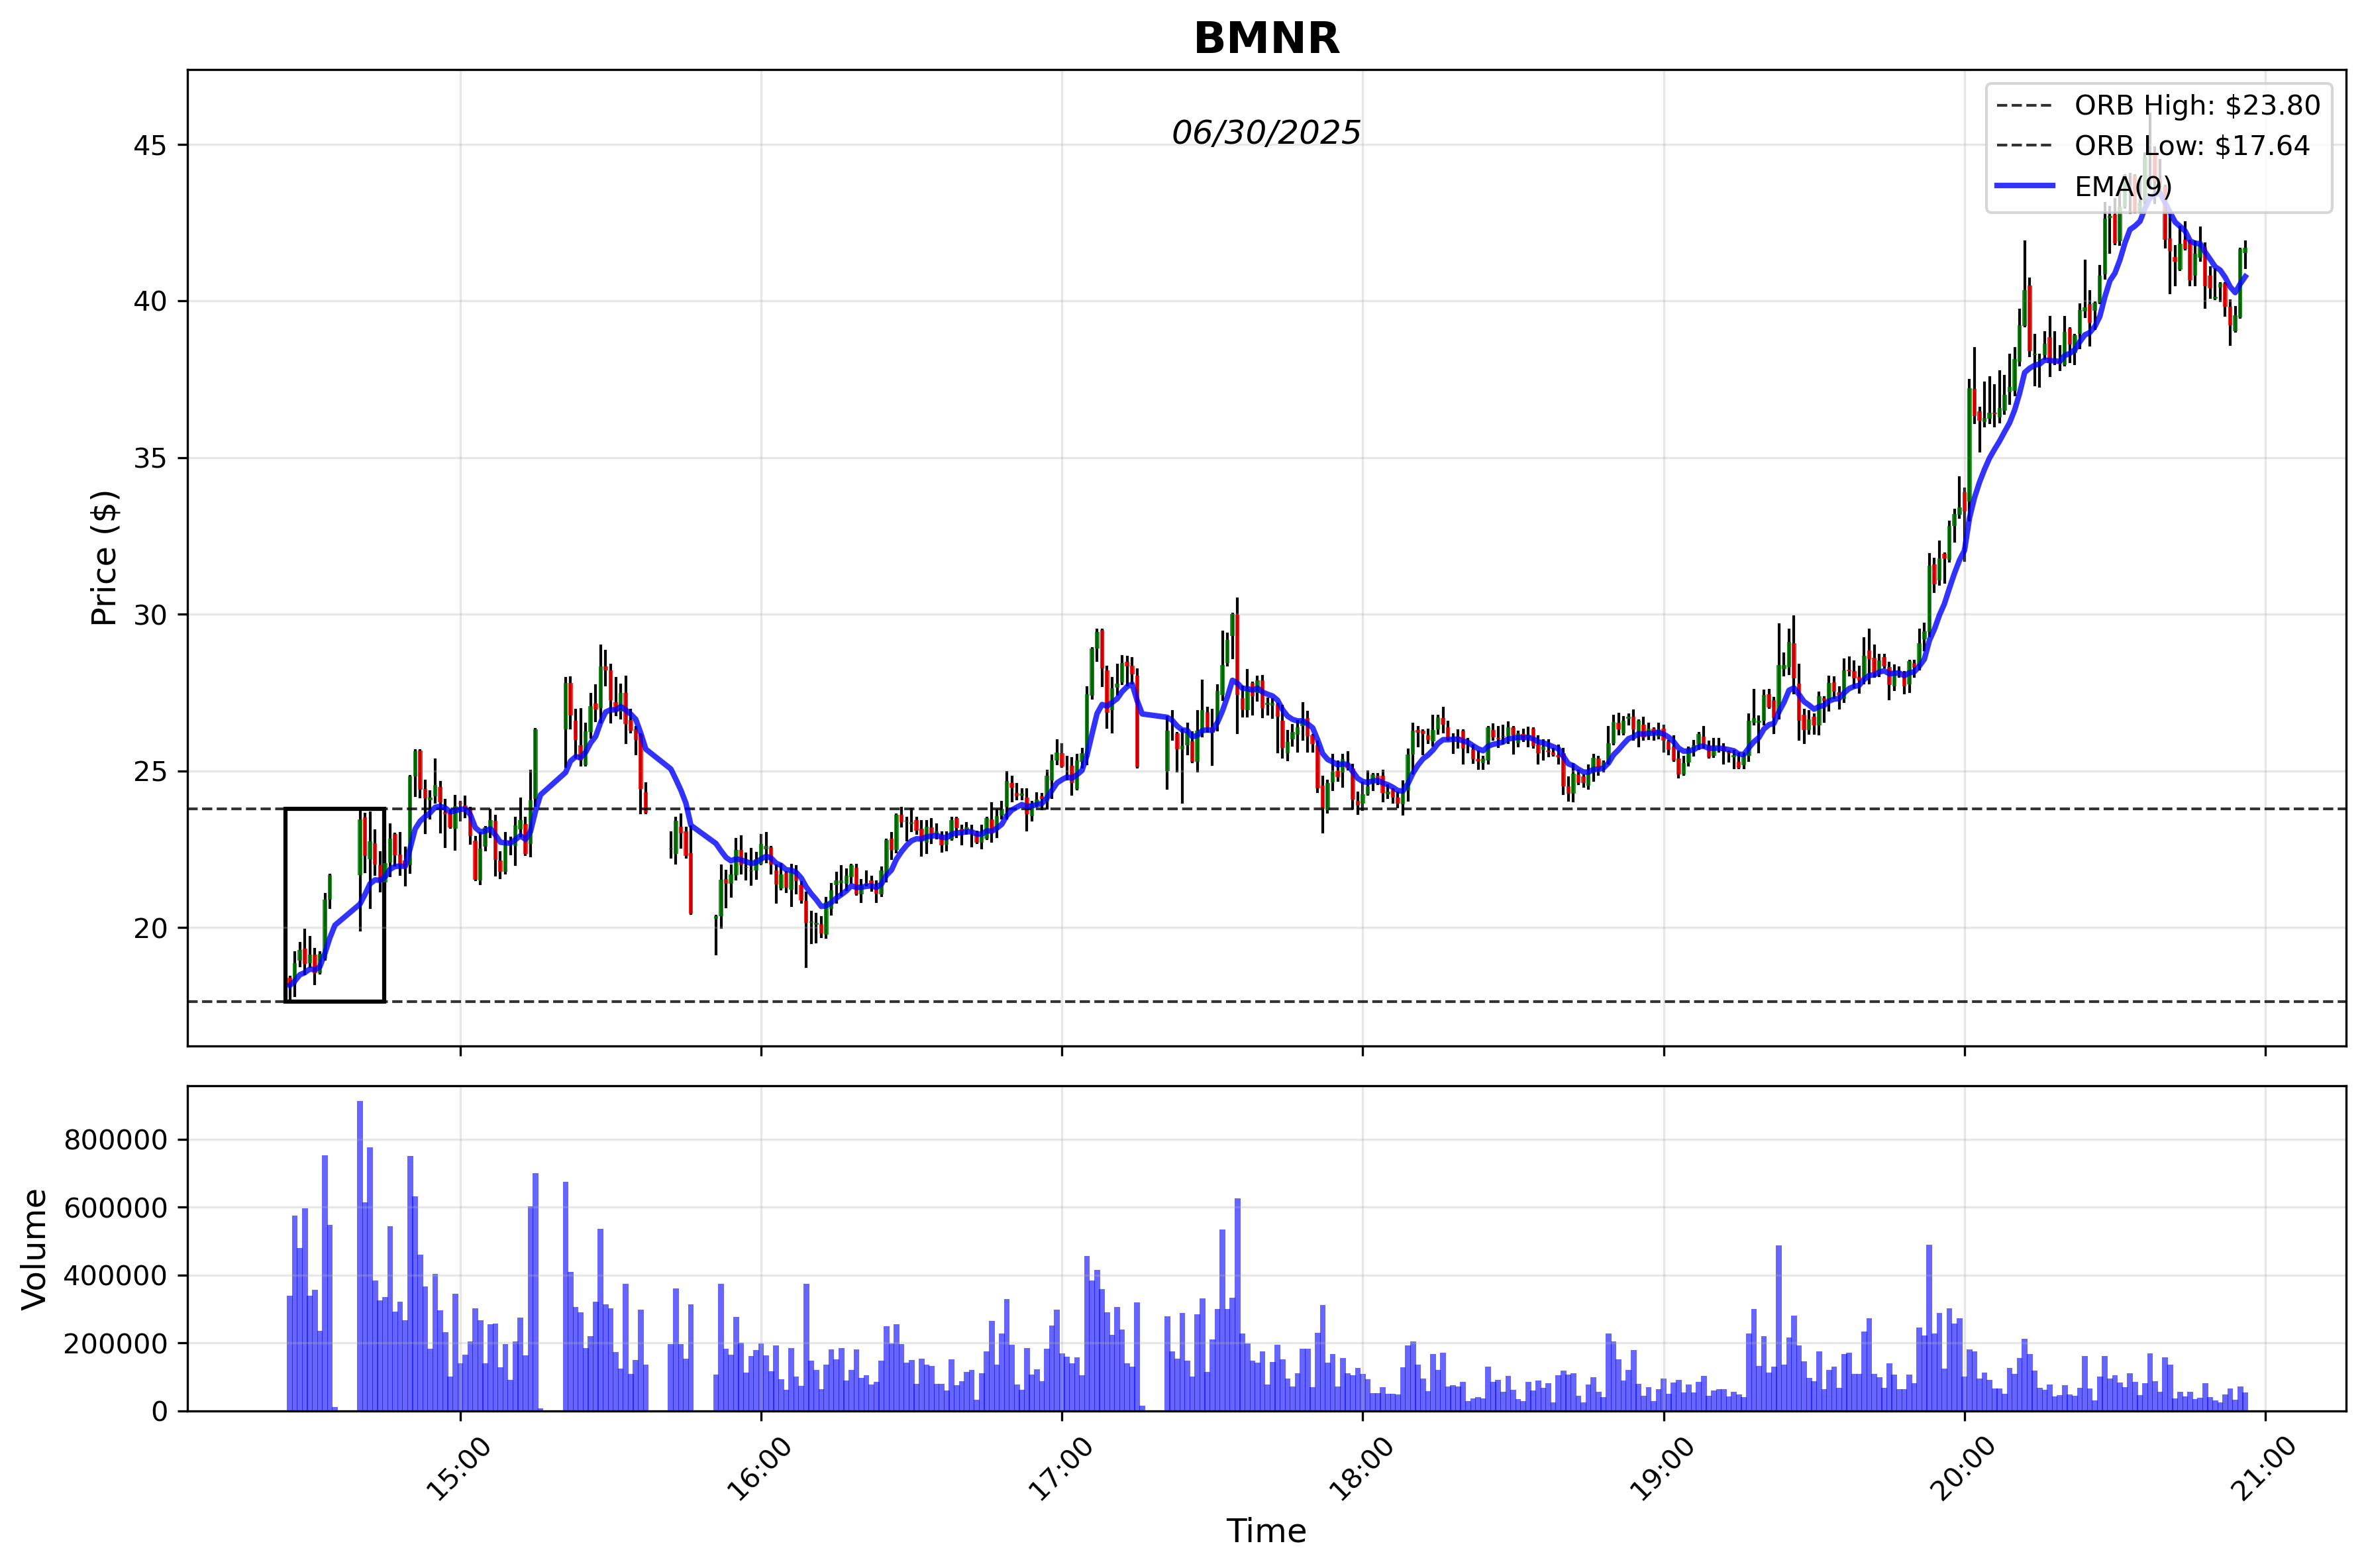 BMNR
06/30/2025
ORB High: $23.80
ORB Low: $17.64
EMA(9)
Price ($)
45
40
35
30
25
20
Volume
800000
600000
400000
200000
0
15:00
16:00
17:00
18:00
19:00
20:00
21:00
Time